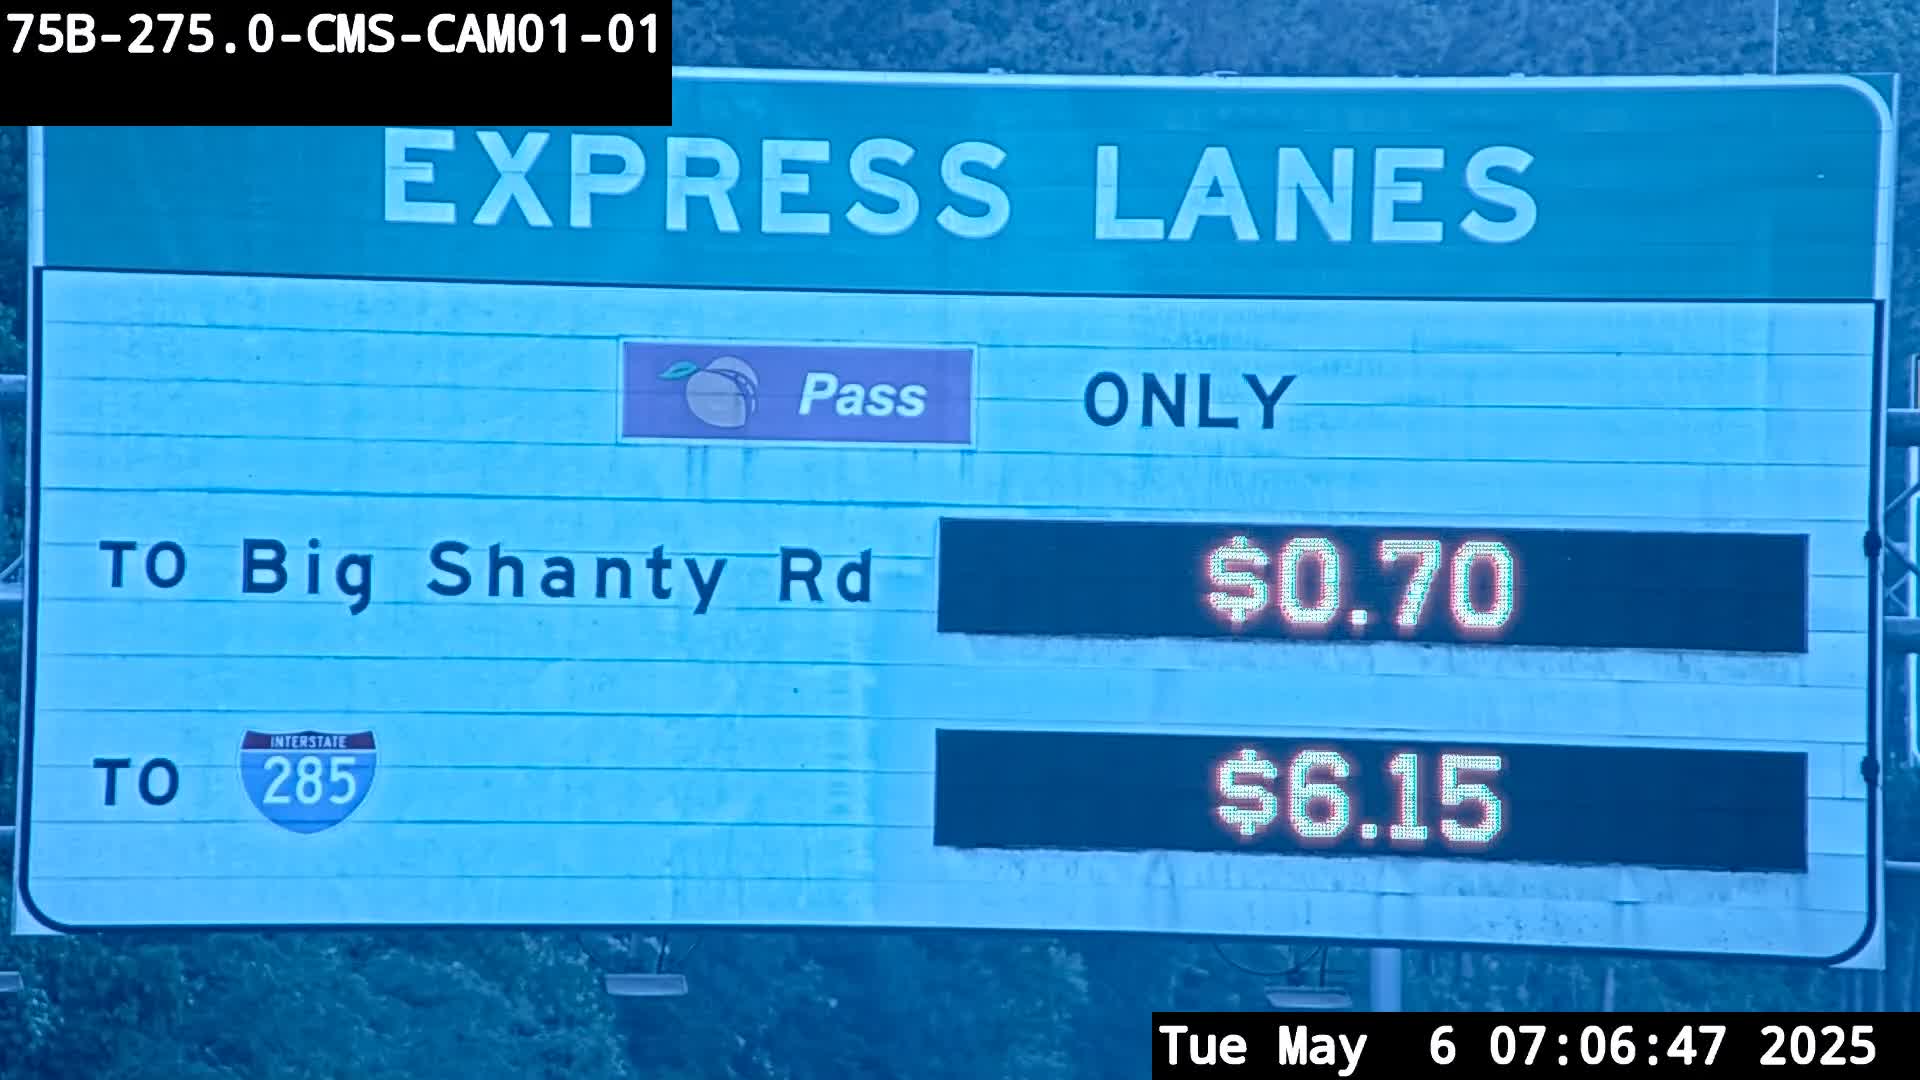 75B-275.0-CMS-CAM01-01
EXPRESS LANES
Pass ONLY
TO Big Shanty Rd $0.70
INTERSTATE
TO 285 $6.15
Tue May 6 07:06:47 2025